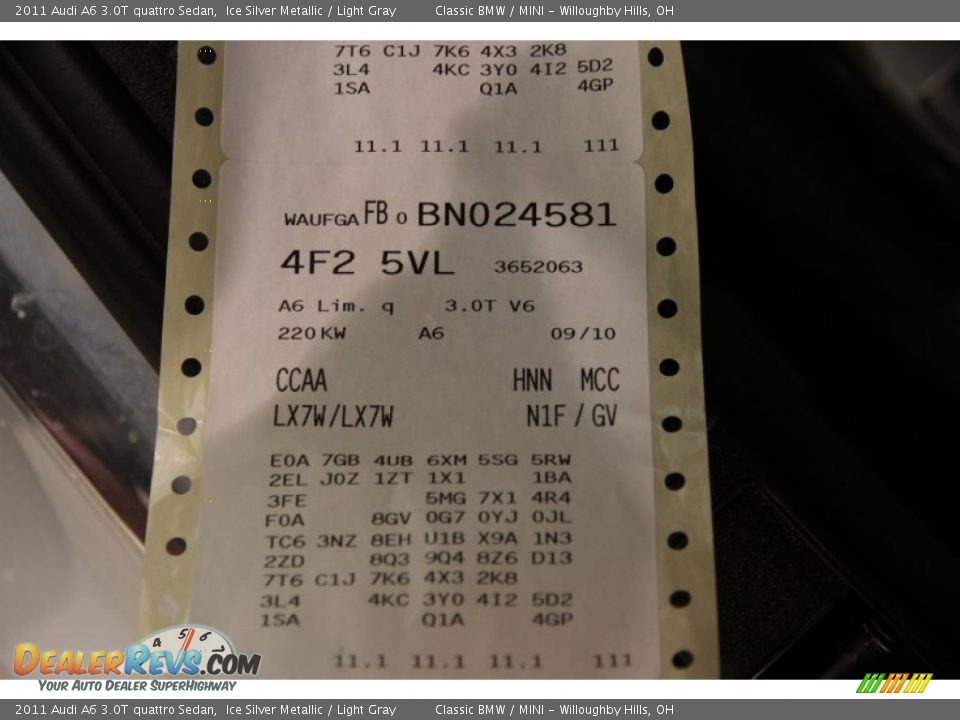 2011 Audi A6 3.0T quattro Sedan, Ice Silver Metallic / Light Gray Classic BMW / MINI - Willoughby Hills, OH
7T6 C1J 7K6 4X3 2K8
3L4 4KC 3Y0 4I2 5D2
1SA Q1A 4GP
11.1 11.1 11.1 111
WAUFGA FB 0 BN024581
4F2 5VL 3652063
A6 Lim. q 3.0T V6
220 KW A6 09/10
CCAA HNN MCC
LX7W/LX7W N1F / GV
E0A 7GB 4UB 6XM 5SG 5RW
2EL J0Z 1ZT 1X1 1BA
3FE 5MG 7X1 4R4
F0A 8GV 0G7 0YJ 0JL
TC6 3NZ 8EH U1B X9A 1N3
2ZD 8Q3 9Q4 8Z6 D13
7T6 C1J 7K6 4X3 2K8
3L4 4KC 3Y0 4I2 5D2
1SA Q1A 4GP
11.1 11.1 11.1 111
4 5 6
DEALERREVS.COM
YOUR AUTO DEALER SUPERHIGHWAY
2011 Audi A6 3.0T quattro Sedan, Ice Silver Metallic / Light Gray Classic BMW / MINI - Willoughby Hills, OH